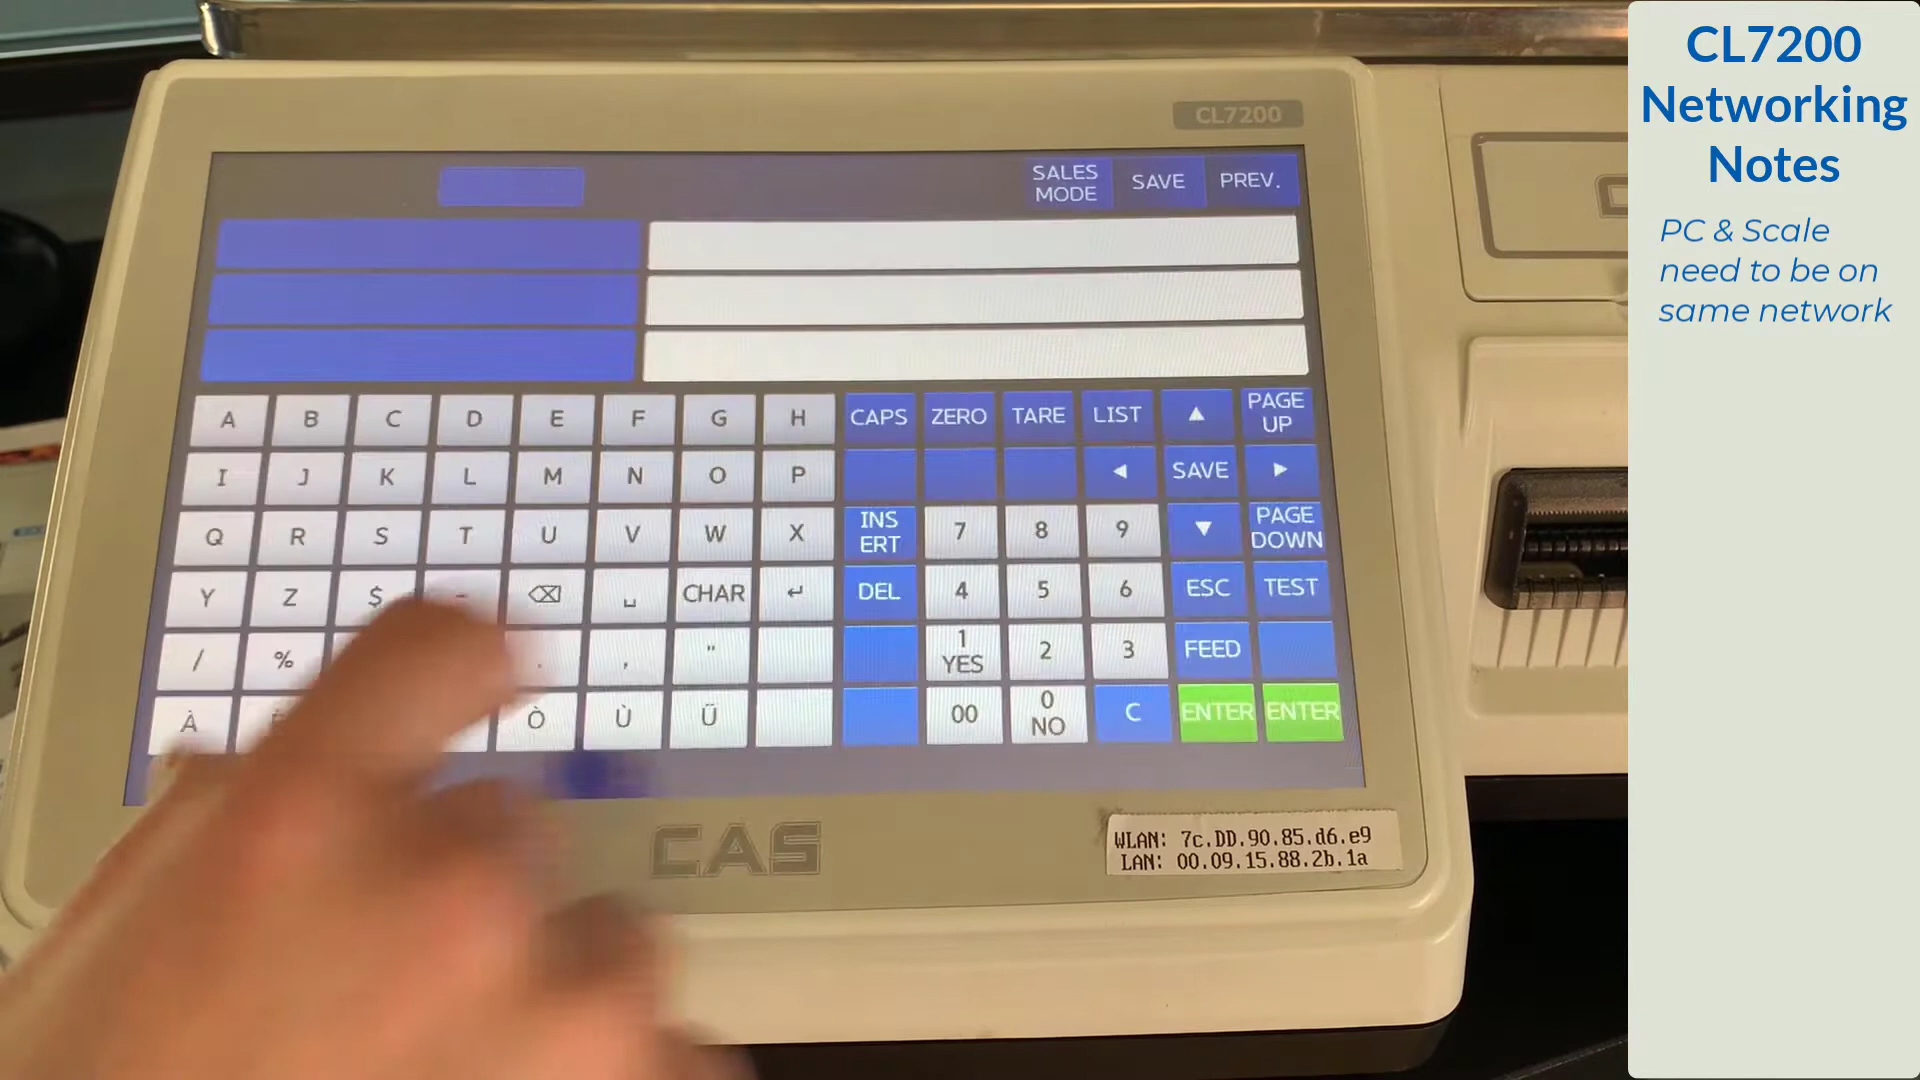 CL7200
Networking
Notes
PC & Scale
need to be on
same network
CL7200
SALES
MODE
SAVE
PREV.
A B C D E F G H CAPS ZERO TARE LIST ▲ PAGE UP
I J K L M N O P ◄ SAVE ►
Q R S T U V W X INS ERT 7 8 9 ▼ PAGE DOWN
Y Z $ - ⌫ ␣ CHAR ↵ DEL 4 5 6 ESC TEST
/ % . , " 1 YES 2 3 FEED
À Ò Ù Ü 00 0 NO C ENTER ENTER
CAS
WLAN: 7c.DD.90.85.d6.e9
LAN: 00.09.15.88.2b.1a